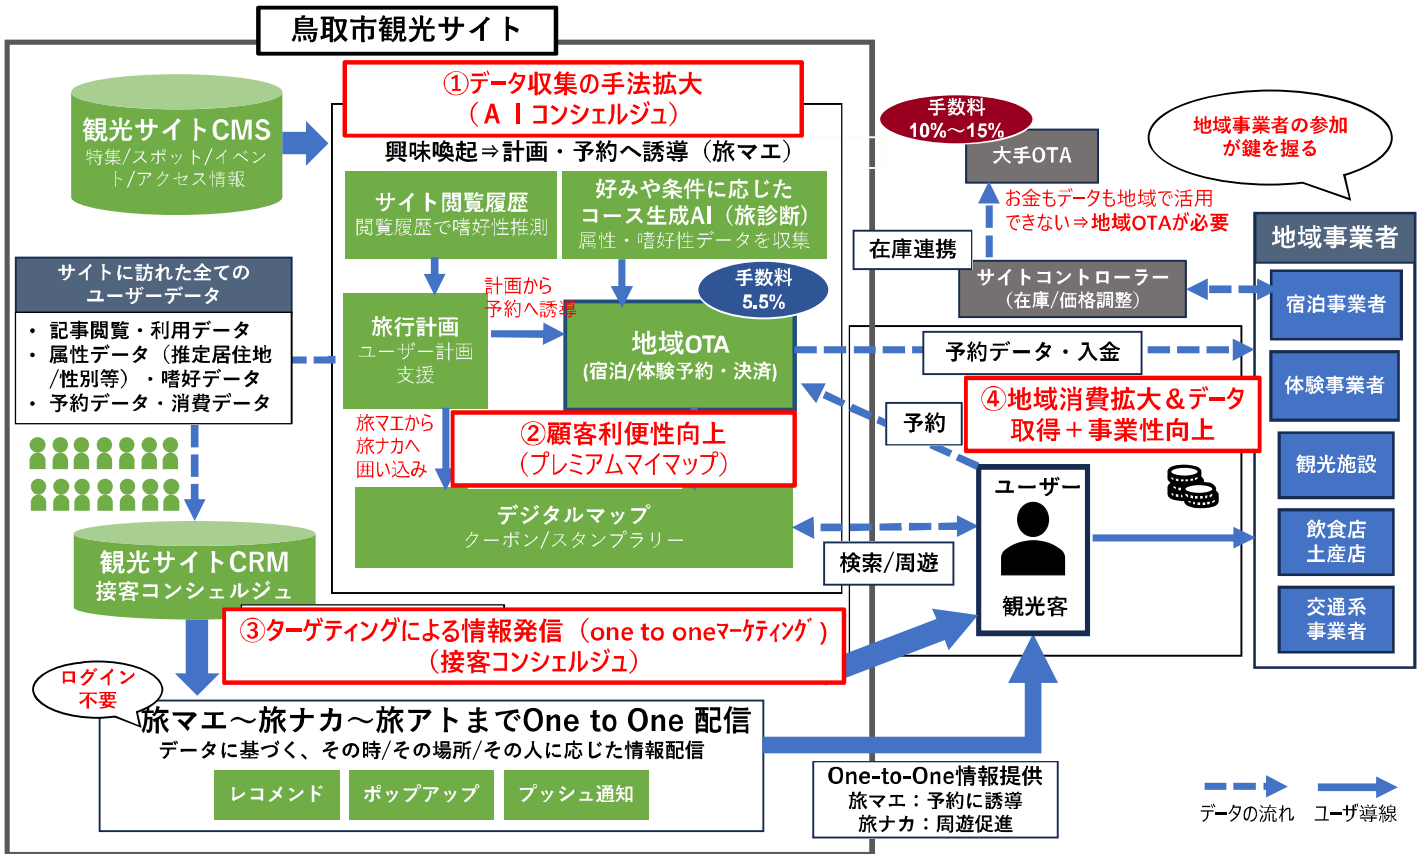 鳥取市観光サイト
①データ収集の手法拡大
（ＡＩコンシェルジュ）
観光サイトCMS
特集/スポット/イベン
ト/アクセス情報
興味喚起⇒計画・予約へ誘導（旅マエ）
サイト閲覧履歴
閲覧履歴で嗜好性推測
好みや条件に応じた
コース生成AI（旅診断）
属性・嗜好性データを収集
手数料
10%～15%
大手OTA
お金もデータも地域で活用
できない⇒地域OTAが必要
地域事業者の参加
が鍵を握る
在庫連携
サイトコントローラー
（在庫/価格調整）
地域事業者
宿泊事業者
体験事業者
観光施設
飲食店
土産店
交通系
事業者
サイトに訪れた全ての
ユーザーデータ
• 記事閲覧・利用データ
• 属性データ（推定居住地
/性別等）・嗜好データ
• 予約データ・消費データ
計画から
予約へ誘導
手数料
5.5%
旅行計画
ユーザー計画
支援
地域OTA
(宿泊/体験予約・決済)
予約データ・入金
旅マエから
旅ナカへ
囲い込み
②顧客利便性向上
（プレミアムマイマップ）
予約
④地域消費拡大＆データ
取得＋事業性向上
デジタルマップ
クーポン/スタンプラリー
検索/周遊
ユーザー
観光客
観光サイトCRM
接客コンシェルジュ
③ターゲティングによる情報発信（one to oneマーケティング）
（接客コンシェルジュ）
ログイン
不要
旅マエ～旅ナカ～旅アトまでOne to One 配信
データに基づく、その時/その場所/その人に応じた情報配信
レコメンド
ポップアップ
プッシュ通知
One-to-One情報提供
旅マエ：予約に誘導
旅ナカ：周遊促進
データの流れ
ユーザ導線